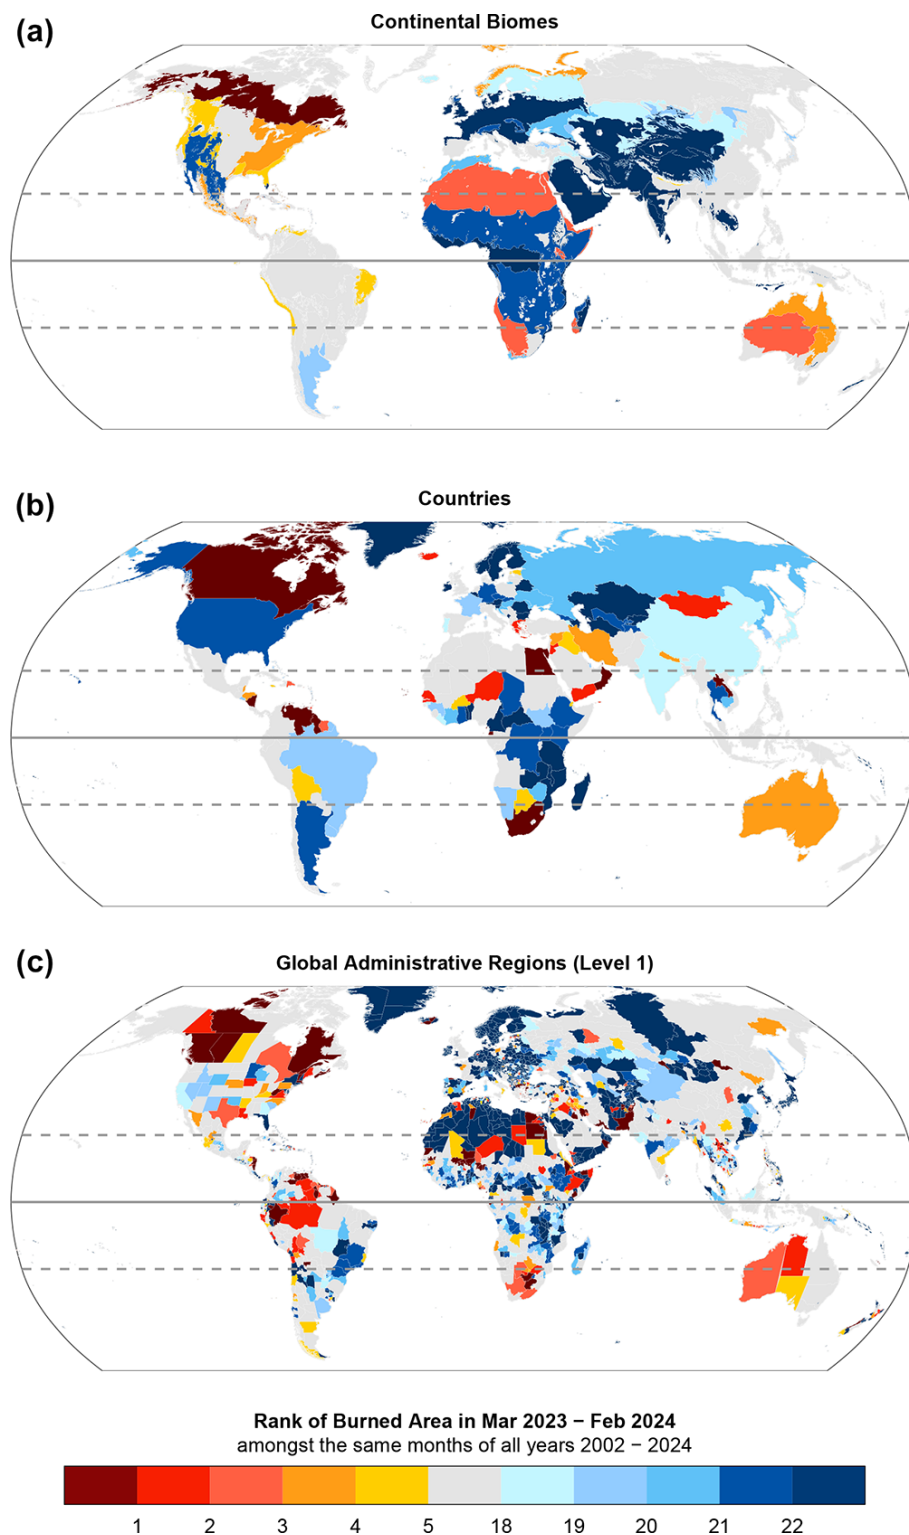 (a)
Continental Biomes
(b)
Countries
(c)
Global Administrative Regions (Level 1)
Rank of Burned Area in Mar 2023 − Feb 2024
amongst the same months of all years 2002 − 2024
1 2 3 4 5 18 19 20 21 22